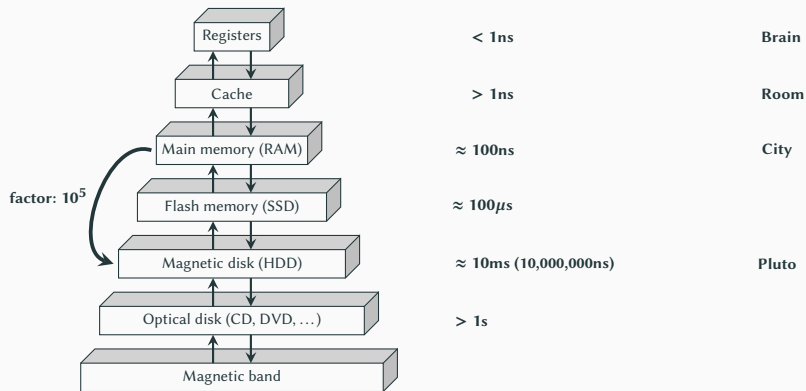 Registers < 1ns Brain
Cache > 1ns Room
Main memory (RAM) ≈ 100ns City
factor: 10⁵ Flash memory (SSD) ≈ 100µs
Magnetic disk (HDD) ≈ 10ms (10,000,000ns) Pluto
Optical disk (CD, DVD, …) > 1s
Magnetic band